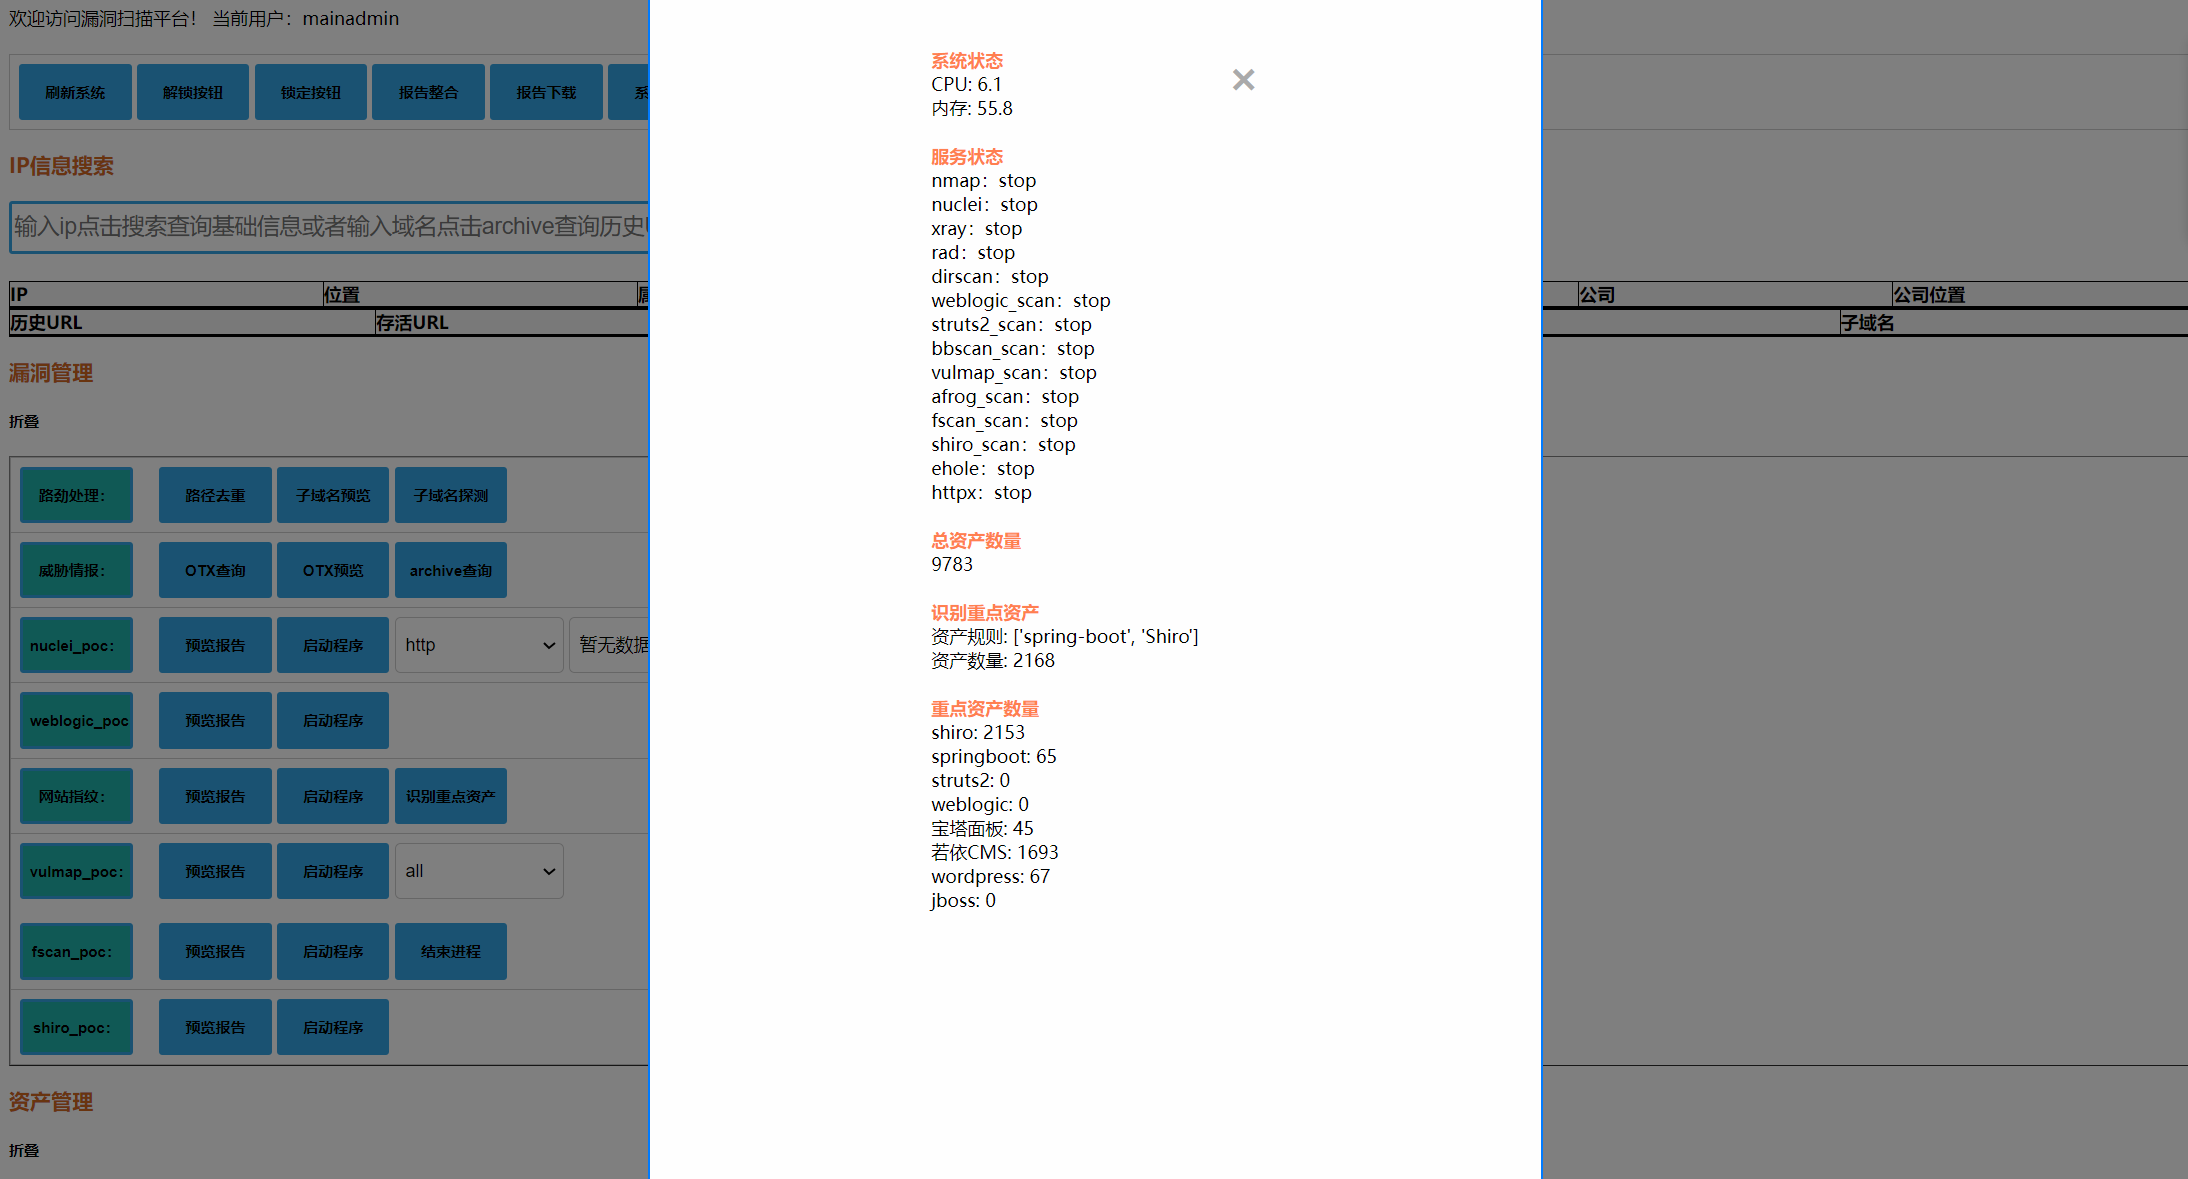 欢迎访问漏洞扫描平台！ 当前用户：mainadmin
刷新系统 解锁按钮 锁定按钮 报告整合 报告下载 系
IP信息搜索
输入ip点击搜索查询基础信息或者输入域名点击archive查询历史
IP 位置 公司 公司位置
历史URL 存活URL 子域名
漏洞管理
折叠
路劲处理： 路径去重 子域名预览 子域名探测
威胁情报： OTX查询 OTX预览 archive查询
nuclei_poc： 预览报告 启动程序 http 暂无数据
weblogic_poc 预览报告 启动程序
网站指纹： 预览报告 启动程序 识别重点资产
vulmap_poc： 预览报告 启动程序 all
fscan_poc： 预览报告 启动程序 结束进程
shiro_poc： 预览报告 启动程序
资产管理
折叠
系统状态
×
CPU: 6.1
内存: 55.8
服务状态
nmap：stop
nuclei：stop
xray：stop
rad：stop
dirscan：stop
weblogic_scan：stop
struts2_scan：stop
bbscan_scan：stop
vulmap_scan：stop
afrog_scan：stop
fscan_scan：stop
shiro_scan：stop
ehole：stop
httpx：stop
总资产数量
9783
识别重点资产
资产规则: ['spring-boot', 'Shiro']
资产数量: 2168
重点资产数量
shiro: 2153
springboot: 65
struts2: 0
weblogic: 0
宝塔面板: 45
若依CMS: 1693
wordpress: 67
jboss: 0